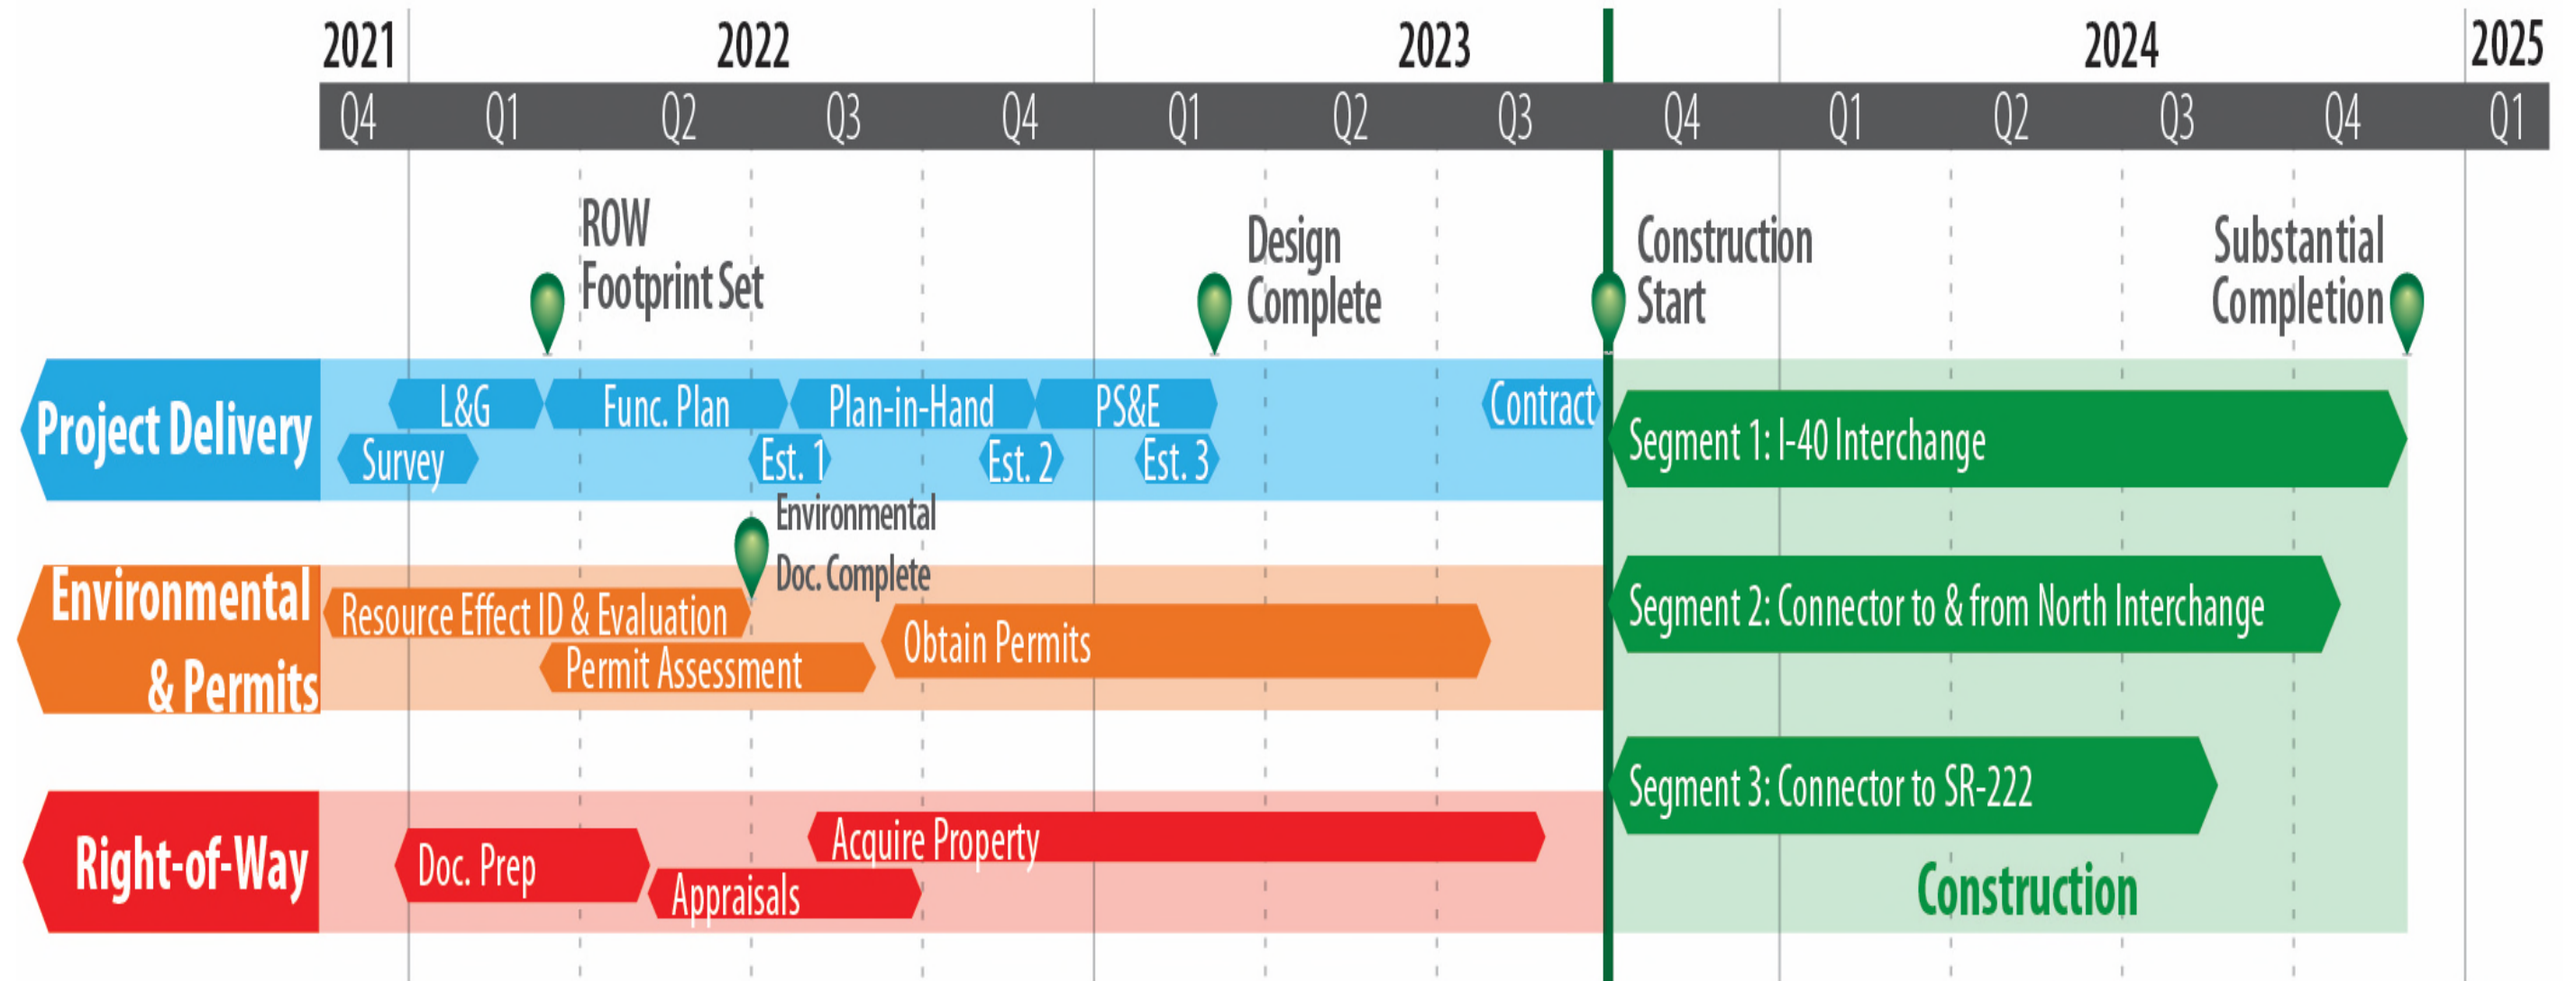 2021 2022 2023 2024 2025
Q4 Q1 Q2 Q3 Q4 Q1 Q2 Q3 Q4 Q1 Q2 Q3 Q4 Q1
ROW
Footprint Set
Design
Complete
Construction
Start
Substantial
Completion
Project Delivery
L&G Func. Plan Plan-in-Hand PS&E Contract
Survey Est. 1 Est. 2 Est. 3
Segment 1: I-40 Interchange
Environmental
Doc. Complete
Environmental
& Permits
Resource Effect ID & Evaluation
Permit Assessment
Obtain Permits
Segment 2: Connector to & from North Interchange
Right-of-Way
Doc. Prep
Appraisals
Acquire Property
Segment 3: Connector to SR-222
Construction